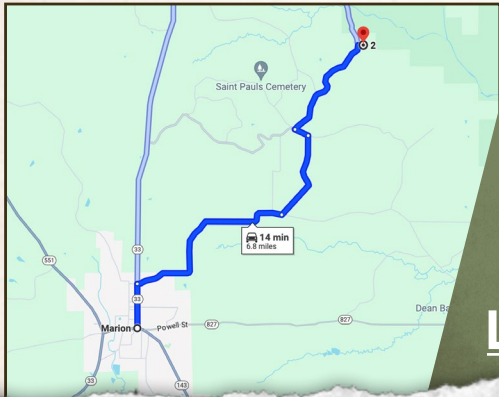 2
Saint Pauls Cemetery
14 min
6.8 miles
33
551
33
Marion
Powell St
827
827
Dean Ba
33
143
L